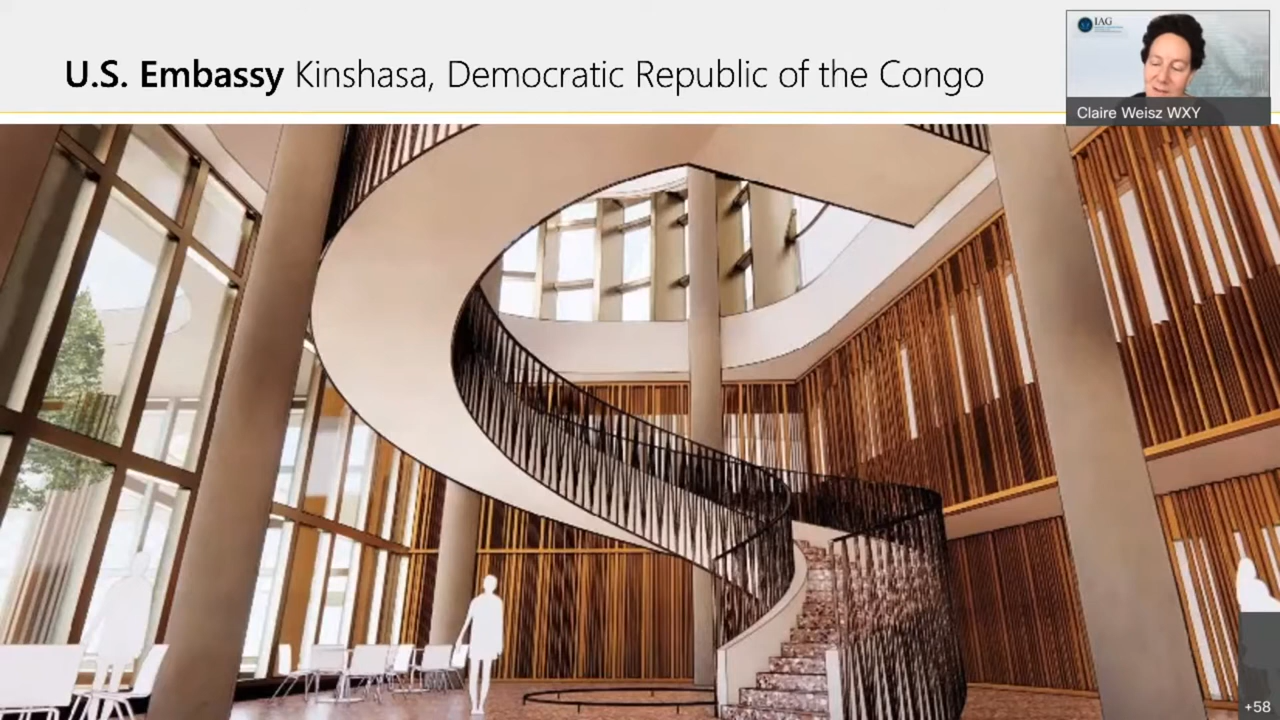 U.S. Embassy Kinshasa, Democratic Republic of the Congo
IAG
Claire Weisz WXY
+58